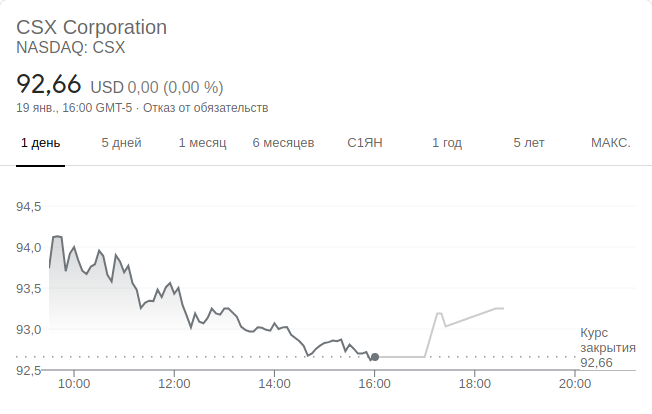 CSX Corporation
NASDAQ: CSX
92,66 USD 0,00 (0,00 %)
19 янв., 16:00 GMT-5 · Отказ от обязательств
1 день 5 дней 1 месяц 6 месяцев С1ЯН 1 год 5 лет МАКС.
94,5
94,0
93,5
93,0
Курс
закрытия
92,66
92,5
10:00 12:00 14:00 16:00 18:00 20:00